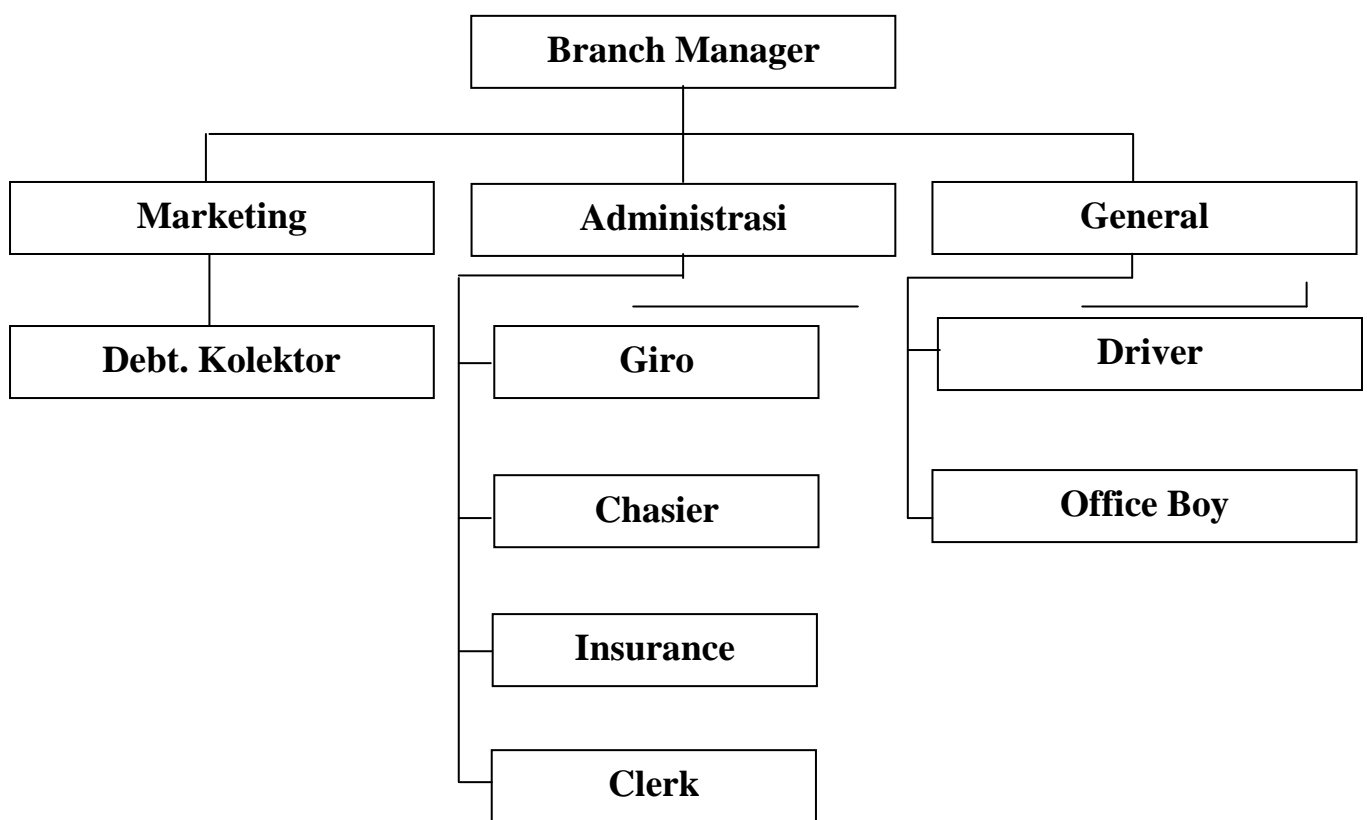 Branch Manager
Marketing
Administrasi
General
Debt. Kolektor
Giro
Driver
Chasier
Office Boy
Insurance
Clerk